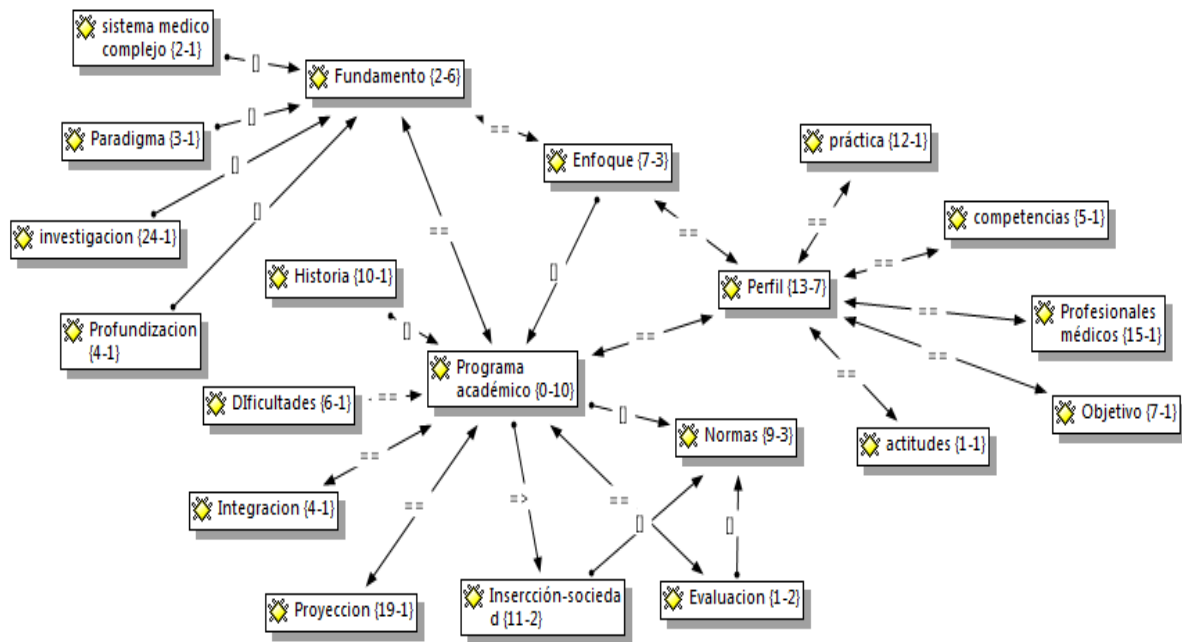 sistema medico
complejo {2-1}
[]
Fundamento {2-6}
Paradigma {3-1}
[]
==
práctica {12-1}
Enfoque {7-3}
[]
investigacion {24-1}
[]
competencias {5-1}
==
==
==
Historia {10-1}
[]
Perfil {13-7}
Profundizacion
{4-1}
[]
==
Profesionales
médicos {15-1}
==
==
Programa
académico {0-10}
==
DIficultades {6-1}
==
[]
Normas {9-3}
==
Objetivo {7-1}
actitudes {1-1}
==
Integracion {4-1}
==
=>
==
[]
[]
Proyeccion {19-1}
Insercción-socieda
d {11-2}
Evaluacion {1-2}